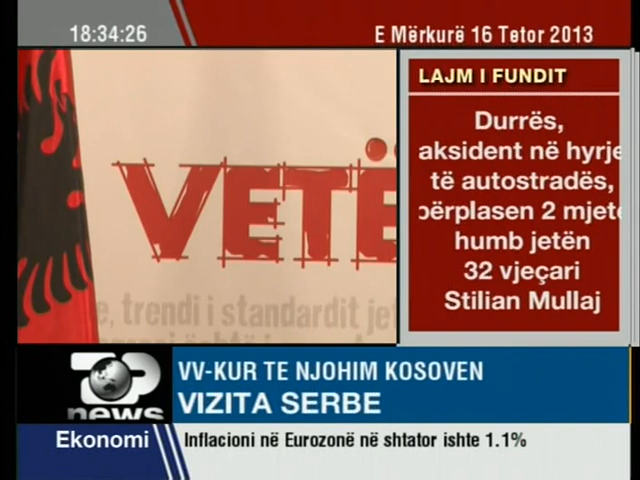 18:34:26
E Mërkurë 16 Tetor 2013
LAJM I FUNDIT
Durrës,
aksident në hyrje
të autostradës,
përplasen 2 mjete
humb jetën
32 vjeçari
Stilian Mullaj
VETË
e, trendi i standardit jet
TOP
news
VV-KUR TE NJOHIM KOSOVEN
VIZITA SERBE
Ekonomi
Inflacioni në Eurozonë në shtator ishte 1.1%